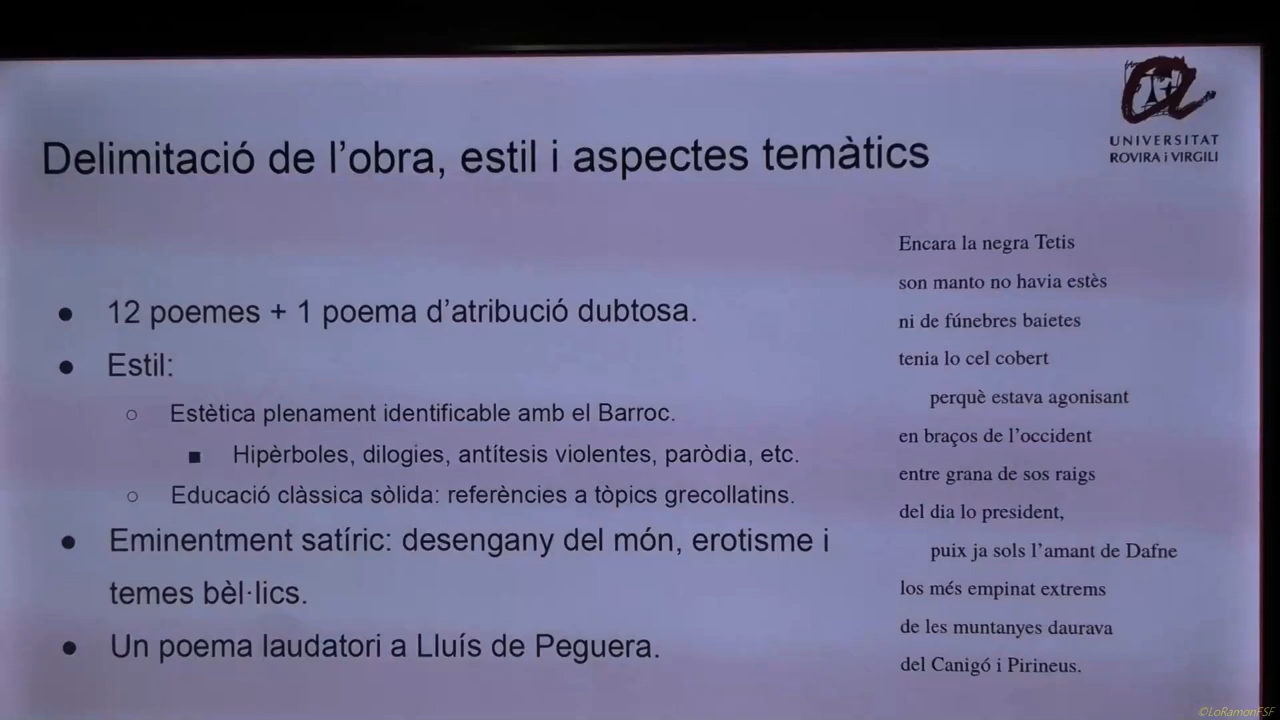 UNIVERSITAT
ROVIRA i VIRGILI
Delimitació de l'obra, estil i aspectes temàtics
● 12 poemes + 1 poema d'atribució dubtosa.
● Estil:
○ Estètica plenament identificable amb el Barroc.
■ Hipèrboles, dilogies, antítesis violentes, paròdia, etc.
○ Educació clàssica sòlida: referències a tòpics grecollatins.
● Eminentment satíric: desengany del món, erotisme i
temes bèl·lics.
● Un poema laudatori a Lluís de Peguera.
Encara la negra Tetis
son manto no havia estès
ni de fúnebres baietes
tenia lo cel cobert
perquè estava agonisant
en braços de l'occident
entre grana de sos raigs
del dia lo president,
puix ja sols l'amant de Dafne
los més empinat extrems
de les muntanyes daurava
del Canigó i Pirineus.
©LoRamonFSF